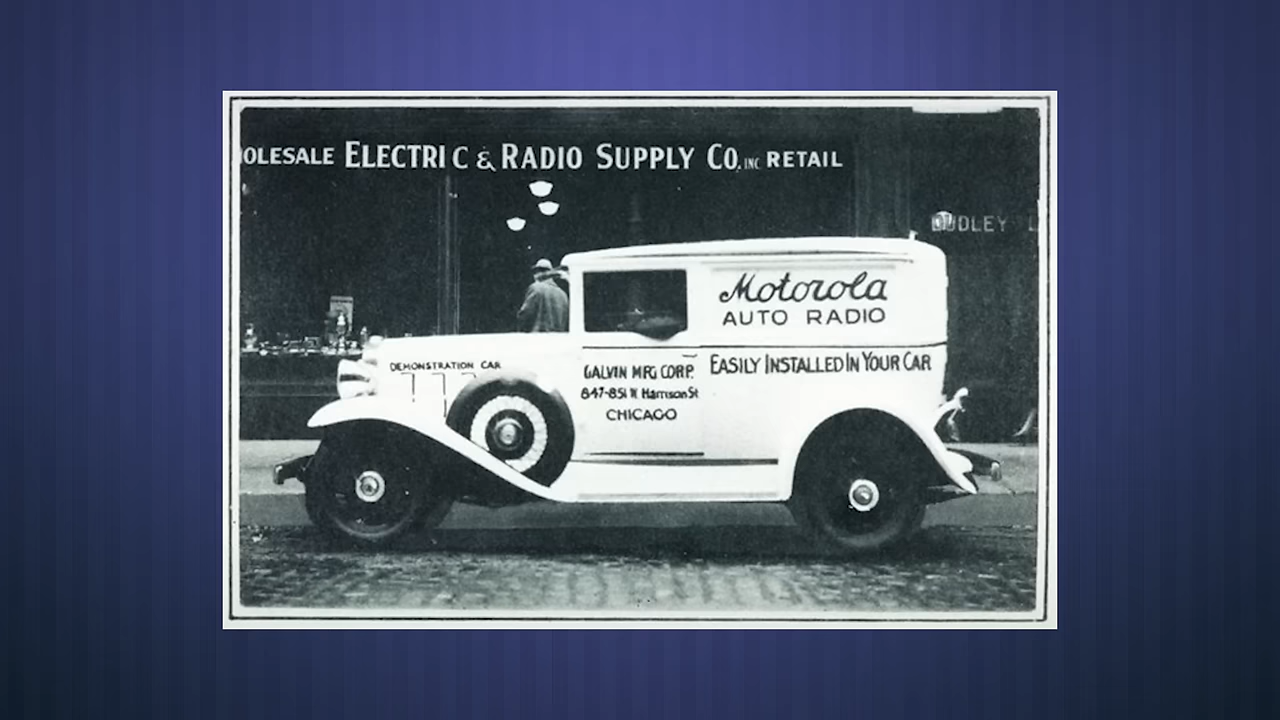 OLESALE ELECTRIC & RADIO SUPPLY CO. INC RETAIL
DUDLEY L
Motorola
AUTO RADIO
DEMONSTRATION CAR
GALVIN MFG CORP.
847-851 W Harrison St
CHICAGO
EASILY INSTALLED IN YOUR CAR